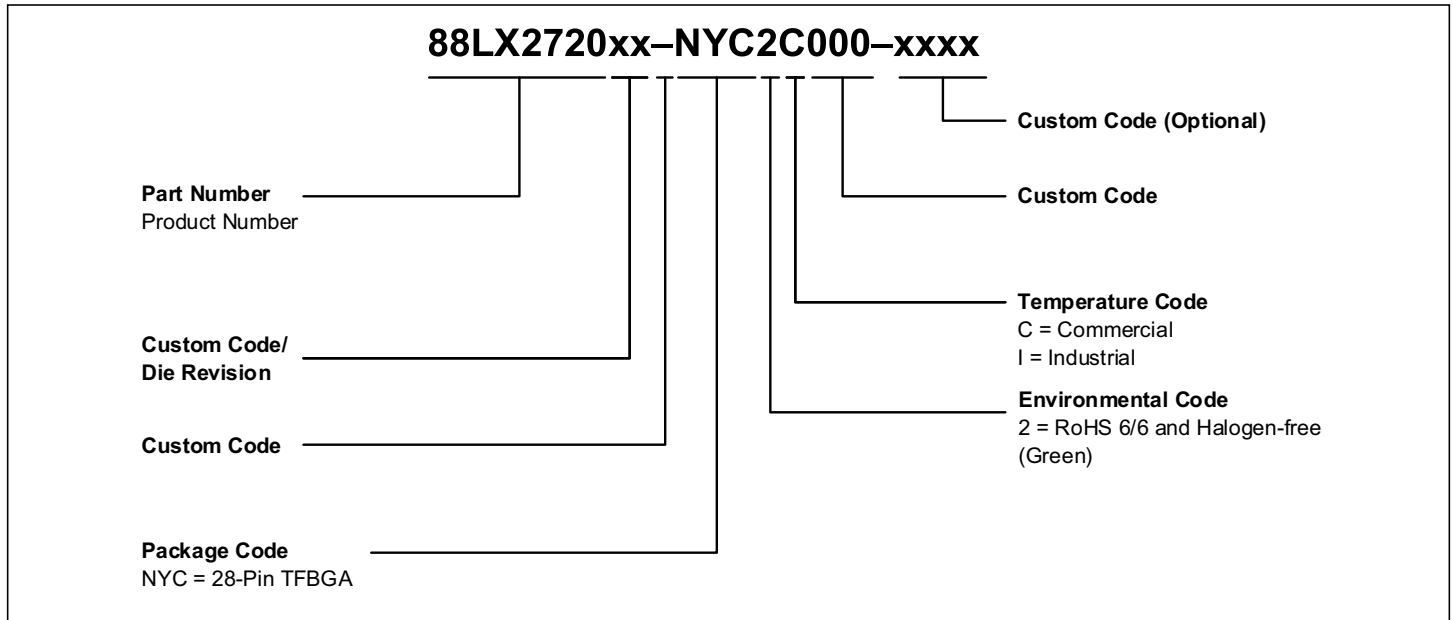 88LX2720xx–NYC2C000–xxxx
Custom Code (Optional)
Part Number
Product Number
Custom Code
Temperature Code
C = Commercial
I = Industrial
Custom Code/
Die Revision
Environmental Code
2 = RoHS 6/6 and Halogen-free
(Green)
Custom Code
Package Code
NYC = 28-Pin TFBGA